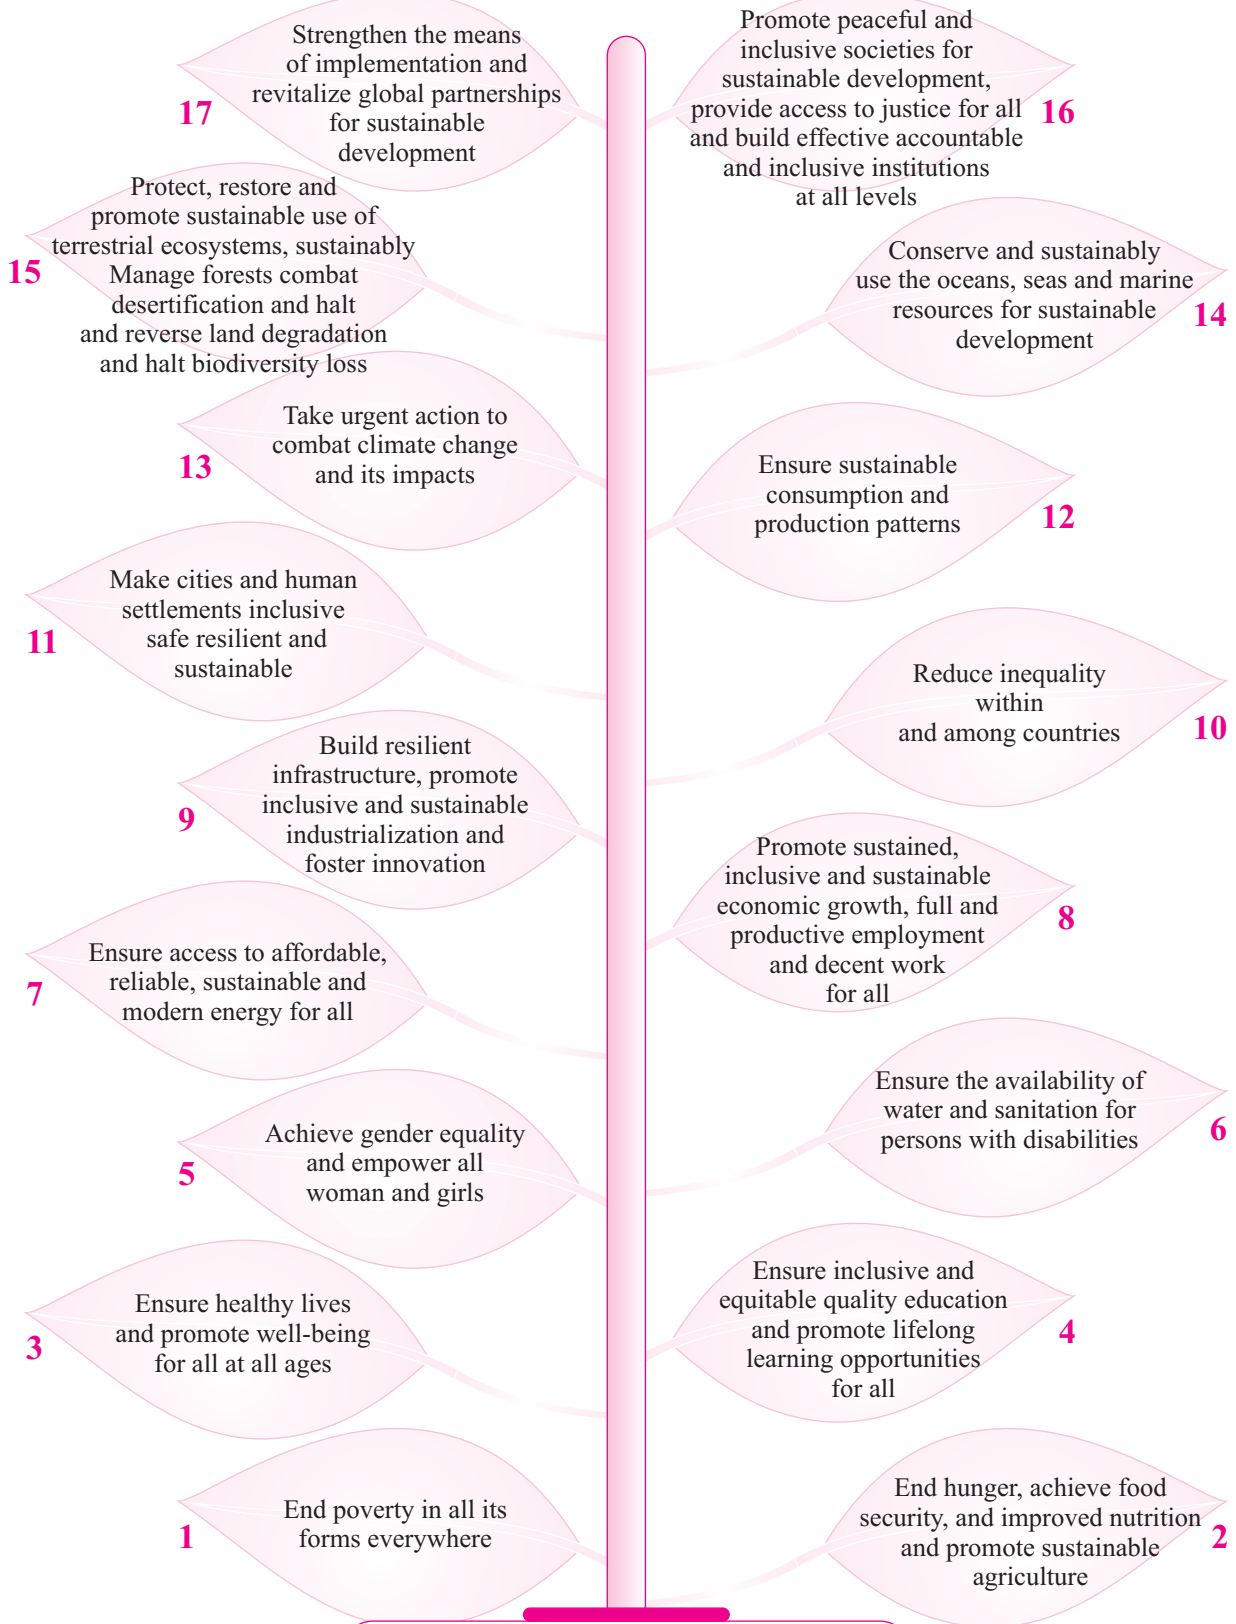 Strengthen the means
of implementation and
revitalize global partnerships
for sustainable
development
17
Promote peaceful and
inclusive societies for
sustainable development,
provide access to justice for all
and build effective accountable
and inclusive institutions
at all levels
16
Protect, restore and
promote sustainable use of
terrestrial ecosystems, sustainably
Manage forests combat
desertification and halt
and reverse land degradation
and halt biodiversity loss
15
Conserve and sustainably
use the oceans, seas and marine
resources for sustainable
development
14
Take urgent action to
combat climate change
and its impacts
13
Ensure sustainable
consumption and
production patterns
12
Make cities and human
settlements inclusive
safe resilient and
sustainable
11
Reduce inequality
within
and among countries
10
Build resilient
infrastructure, promote
inclusive and sustainable
industrialization and
foster innovation
9
Promote sustained,
inclusive and sustainable
economic growth, full and
productive employment
and decent work
for all
8
Ensure access to affordable,
reliable, sustainable and
modern energy for all
7
Ensure the availability of
water and sanitation for
persons with disabilities
6
Achieve gender equality
and empower all
woman and girls
5
Ensure inclusive and
equitable quality education
and promote lifelong
learning opportunities
for all
4
Ensure healthy lives
and promote well-being
for all at all ages
3
End hunger, achieve food
security, and improved nutrition
and promote sustainable
agriculture
2
End poverty in all its
forms everywhere
1